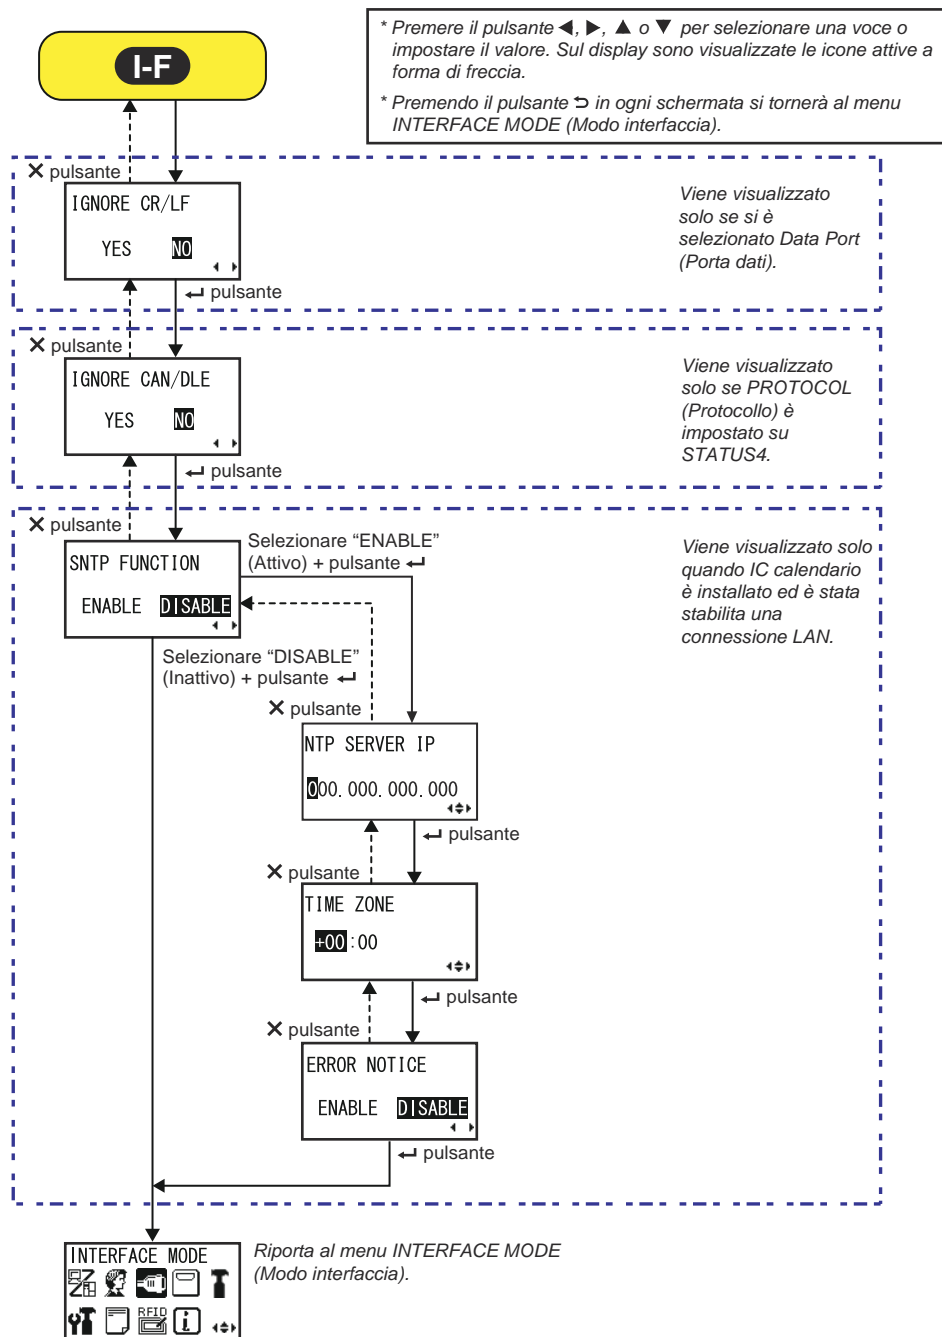 I-F
* Premere il pulsante ◀, ▶, ▲ o ▼ per selezionare una voce o
impostare il valore. Sul display sono visualizzate le icone attive a
forma di freccia.
* Premendo il pulsante ⮌ in ogni schermata si tornerà al menu
INTERFACE MODE (Modo interfaccia).
✕ pulsante
IGNORE CR/LF
YES NO
↵ pulsante
Viene visualizzato
solo se si è
selezionato Data Port
(Porta dati).
✕ pulsante
IGNORE CAN/DLE
YES NO
↵ pulsante
Viene visualizzato
solo se PROTOCOL
(Protocollo) è
impostato su
STATUS4.
✕ pulsante
SNTP FUNCTION
ENABLE DISABLE
Selezionare “ENABLE”
(Attivo) + pulsante ↵
Viene visualizzato solo
quando IC calendario
è installato ed è stata
stabilita una
connessione LAN.
Selezionare “DISABLE”
(Inattivo) + pulsante ↵
✕ pulsante
NTP SERVER IP
000.000.000.000
↵ pulsante
✕ pulsante
TIME ZONE
+00:00
↵ pulsante
✕ pulsante
ERROR NOTICE
ENABLE DISABLE
↵ pulsante
INTERFACE MODE
RFID
i
Riporta al menu INTERFACE MODE
(Modo interfaccia).